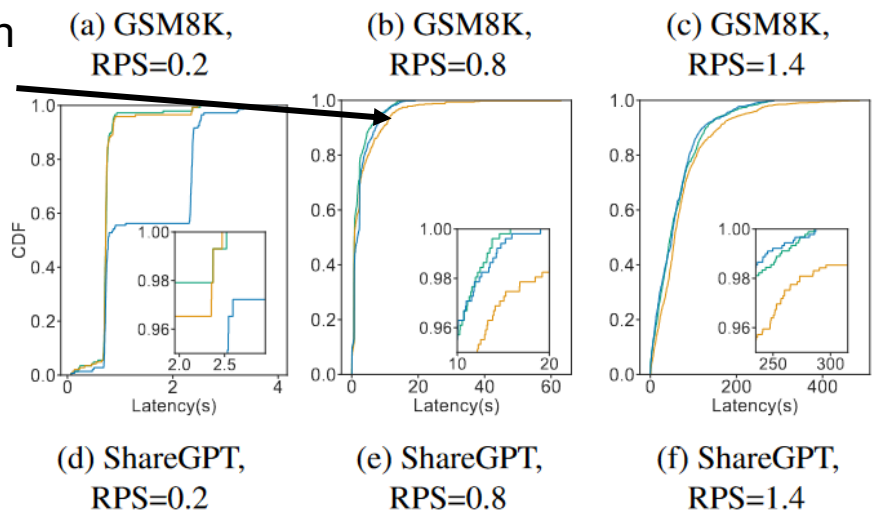 n
(a) GSM8K,
RPS=0.2
(b) GSM8K,
RPS=0.8
(c) GSM8K,
RPS=1.4
CDF
1.0
0.8
0.6
0.4
0.2
0.0
0
2
4
Latency(s)
1.00
0.98
0.96
2.0
2.5
1.0
0.8
0.6
0.4
0.2
0.0
0
20
40
60
Latency(s)
1.00
0.98
0.96
10
20
1.0
0.8
0.6
0.4
0.2
0.0
0
200
400
Latency(s)
1.00
0.98
0.96
250
300
(d) ShareGPT,
RPS=0.2
(e) ShareGPT,
RPS=0.8
(f) ShareGPT,
RPS=1.4